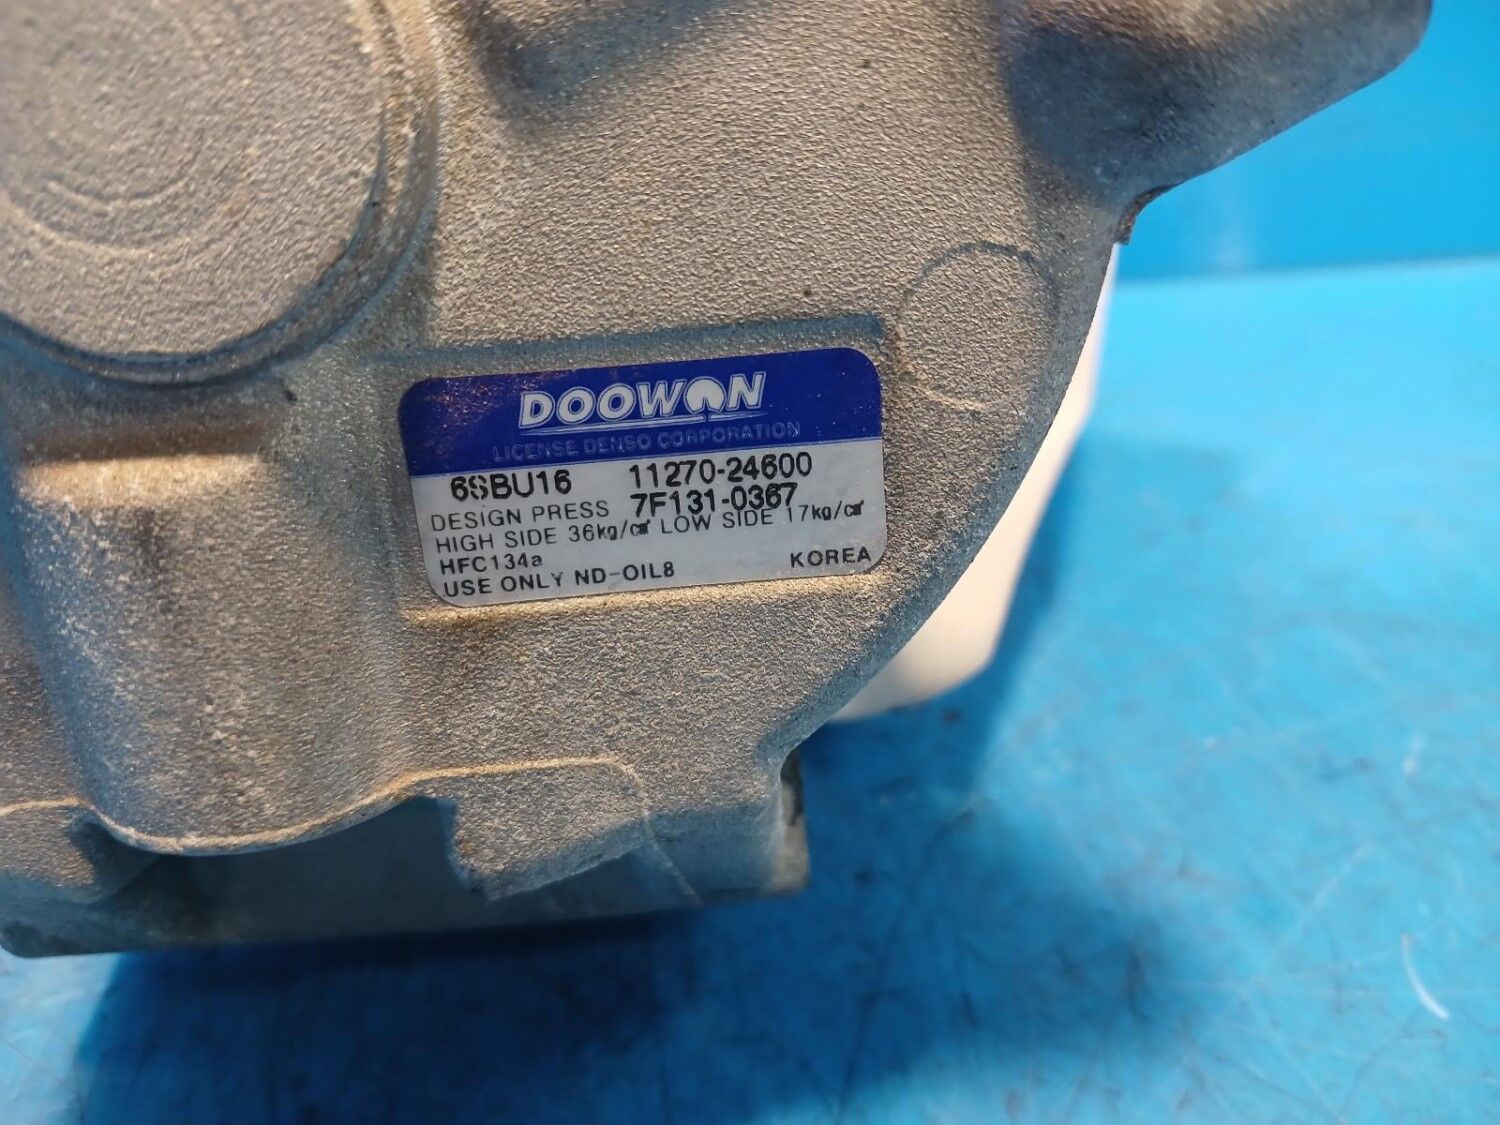 DOOWON
LICENSE DENSO CORPORATION
6SBU16 11270-24600
DESIGN PRESS 7F131-0367
HIGH SIDE 36kg/㎠ LOW SIDE 17kg/㎠
HFC134a
USE ONLY ND-OIL8 KOREA